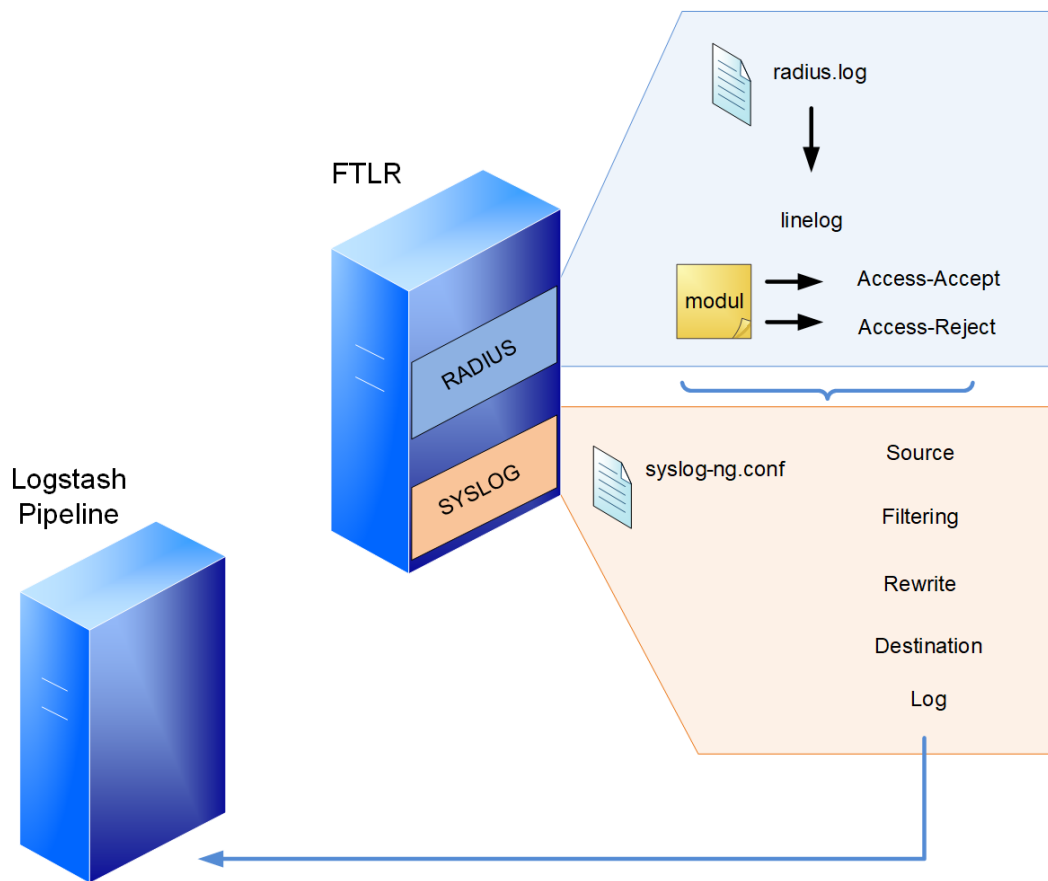 radius.log
FTLR
linelog
modul
Access-Accept
Access-Reject
RADIUS
SYSLOG
syslog-ng.conf
Source
Filtering
Rewrite
Destination
Log
Logstash
Pipeline